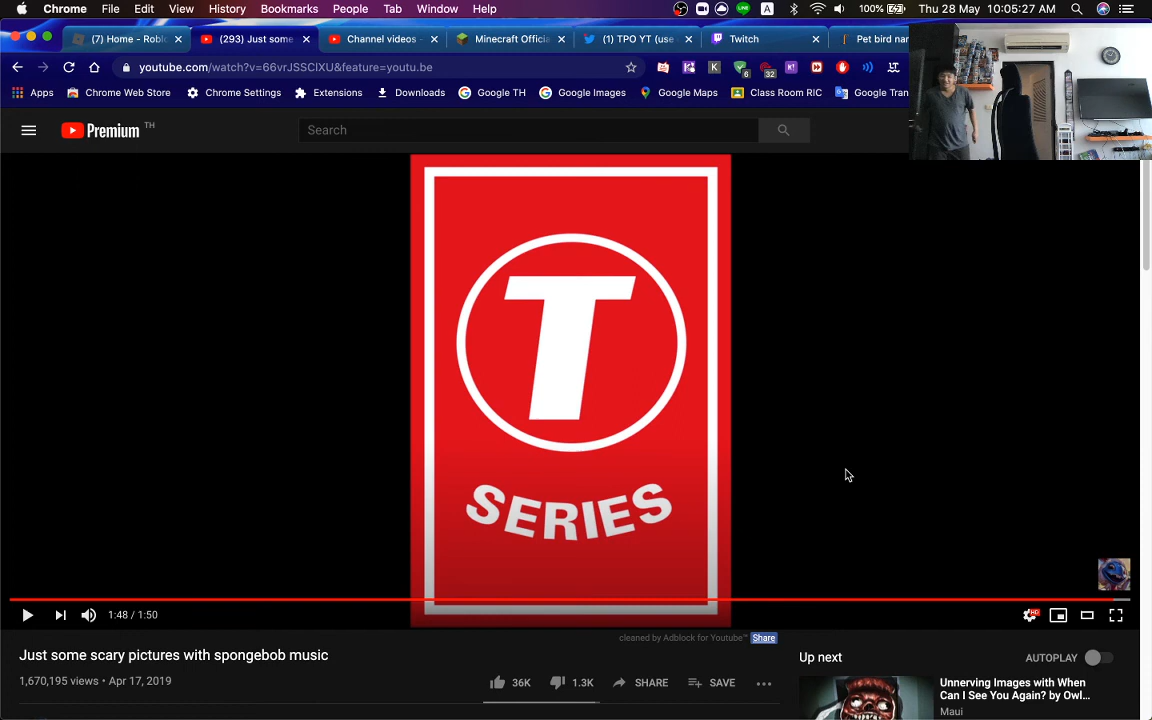 Chrome File Edit View History Bookmarks People Tab Window Help LINE A 100% Thu 28 May 10:05:27 AM
(7) Home - Roblo (293) Just some Channel videos - Minecraft Officia (1) TPO YT (use Twitch Pet bird nar
youtube.com/watch?v=66vrJSSCIXU&feature=youtu.be K 6 32
Apps Chrome Web Store Chrome Settings Extensions Downloads Google TH Google Images Google Maps Class Room RIC Google Tran
Premium TH Search
T
SERIES
1:48 / 1:50 HD
cleaned by Adblock for Youtube™ Share
Just some scary pictures with spongebob music
1,670,195 views • Apr 17, 2019
36K 1.3K SHARE SAVE
Up next AUTOPLAY
Unnerving Images with When
Can I See You Again? by Owl...
Maui